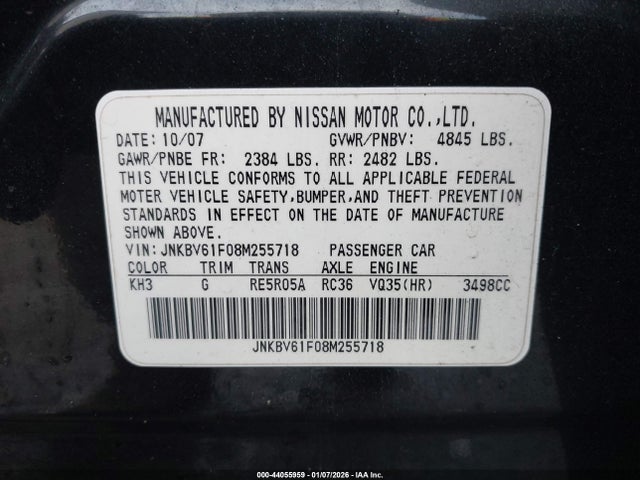 MANUFACTURED BY NISSAN MOTOR CO.,LTD.
DATE: 10/07 GVWR/PNBV: 4845 LBS.
GAWR/PNBE FR: 2384 LBS. RR: 2482 LBS.
THIS VEHICLE CONFORMS TO ALL APPLICABLE FEDERAL
MOTOR VEHICLE SAFETY,BUMPER,AND THEFT PREVENTION
STANDARDS IN EFFECT ON THE DATE OF MANUFACTURE
SHOWN ABOVE.
VIN: JNKBV61F08M255718 PASSENGER CAR
COLOR TRIM TRANS AXLE ENGINE
KH3 G RE5R05A RC36 VQ35(HR) 3498CC
JNKBV61F08M255718
000-44055959 | 01/07/2026 | IAA Inc.